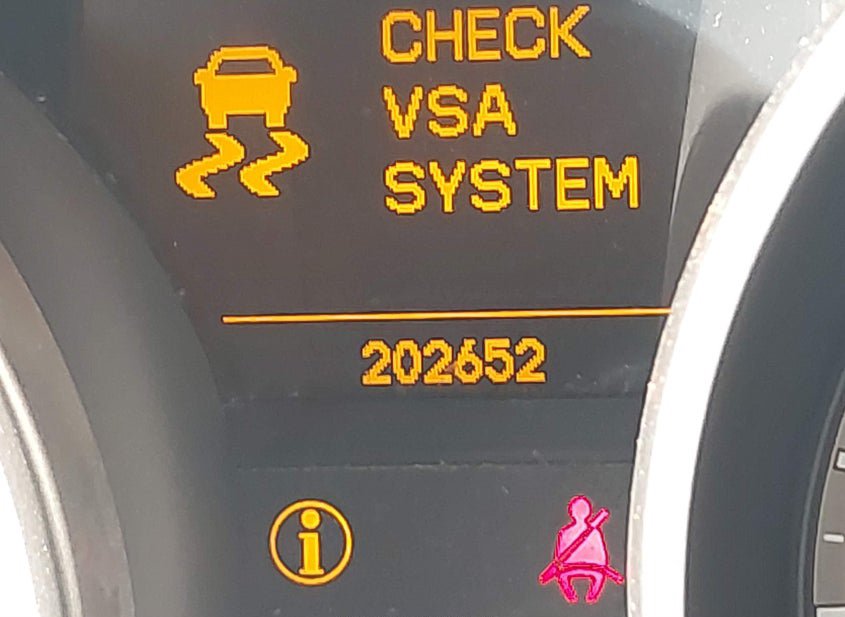 CHECK
VSA
SYSTEM
202652
i